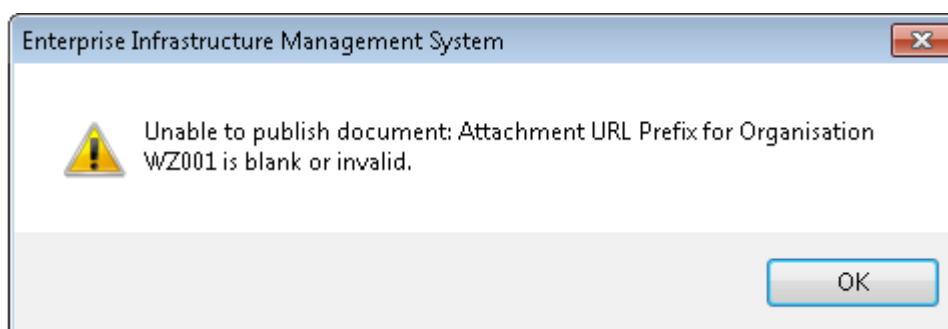 Enterprise Infrastructure Management System
Unable to publish document: Attachment URL Prefix for Organisation
WZ001 is blank or invalid.
OK